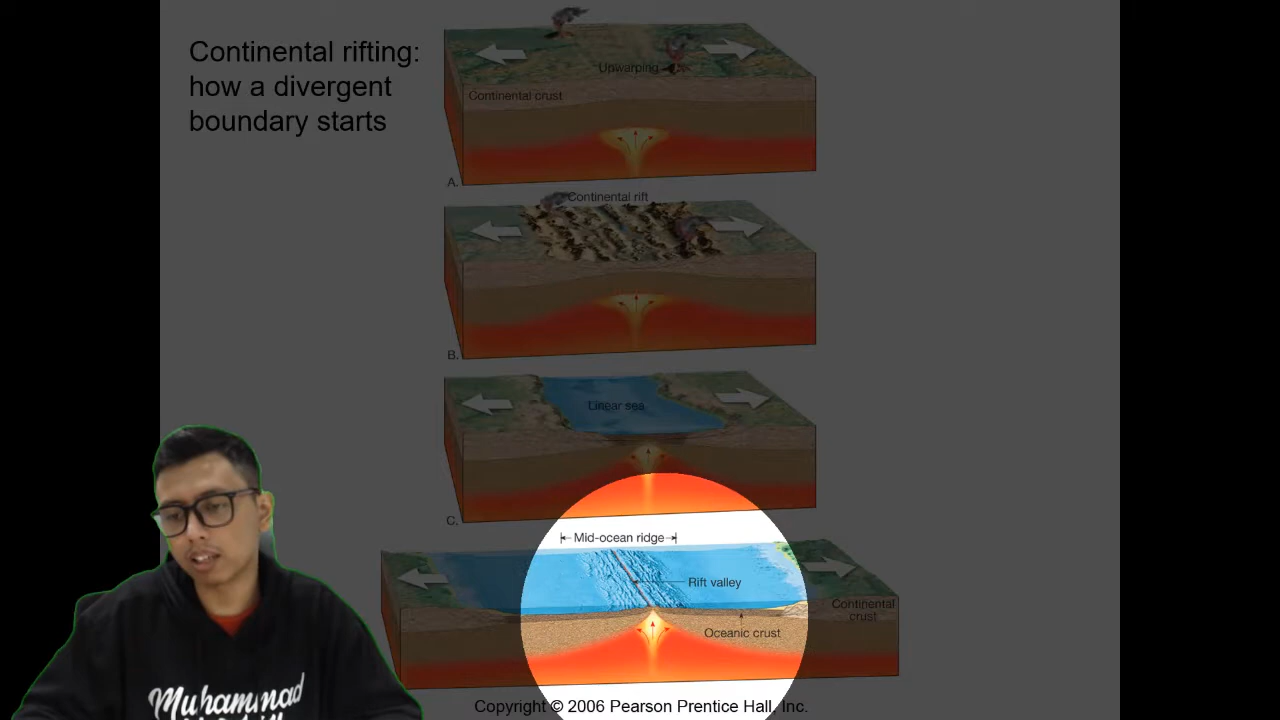 Continental rifting:
how a divergent
boundary starts
Upwarping
Continental crust
A.
Continental rift
B.
Linear sea
C.
Mid-ocean ridge
Rift valley
Continental
crust
Oceanic crust
Copyright © 2006 Pearson Prentice Hall, Inc.
Muhammad